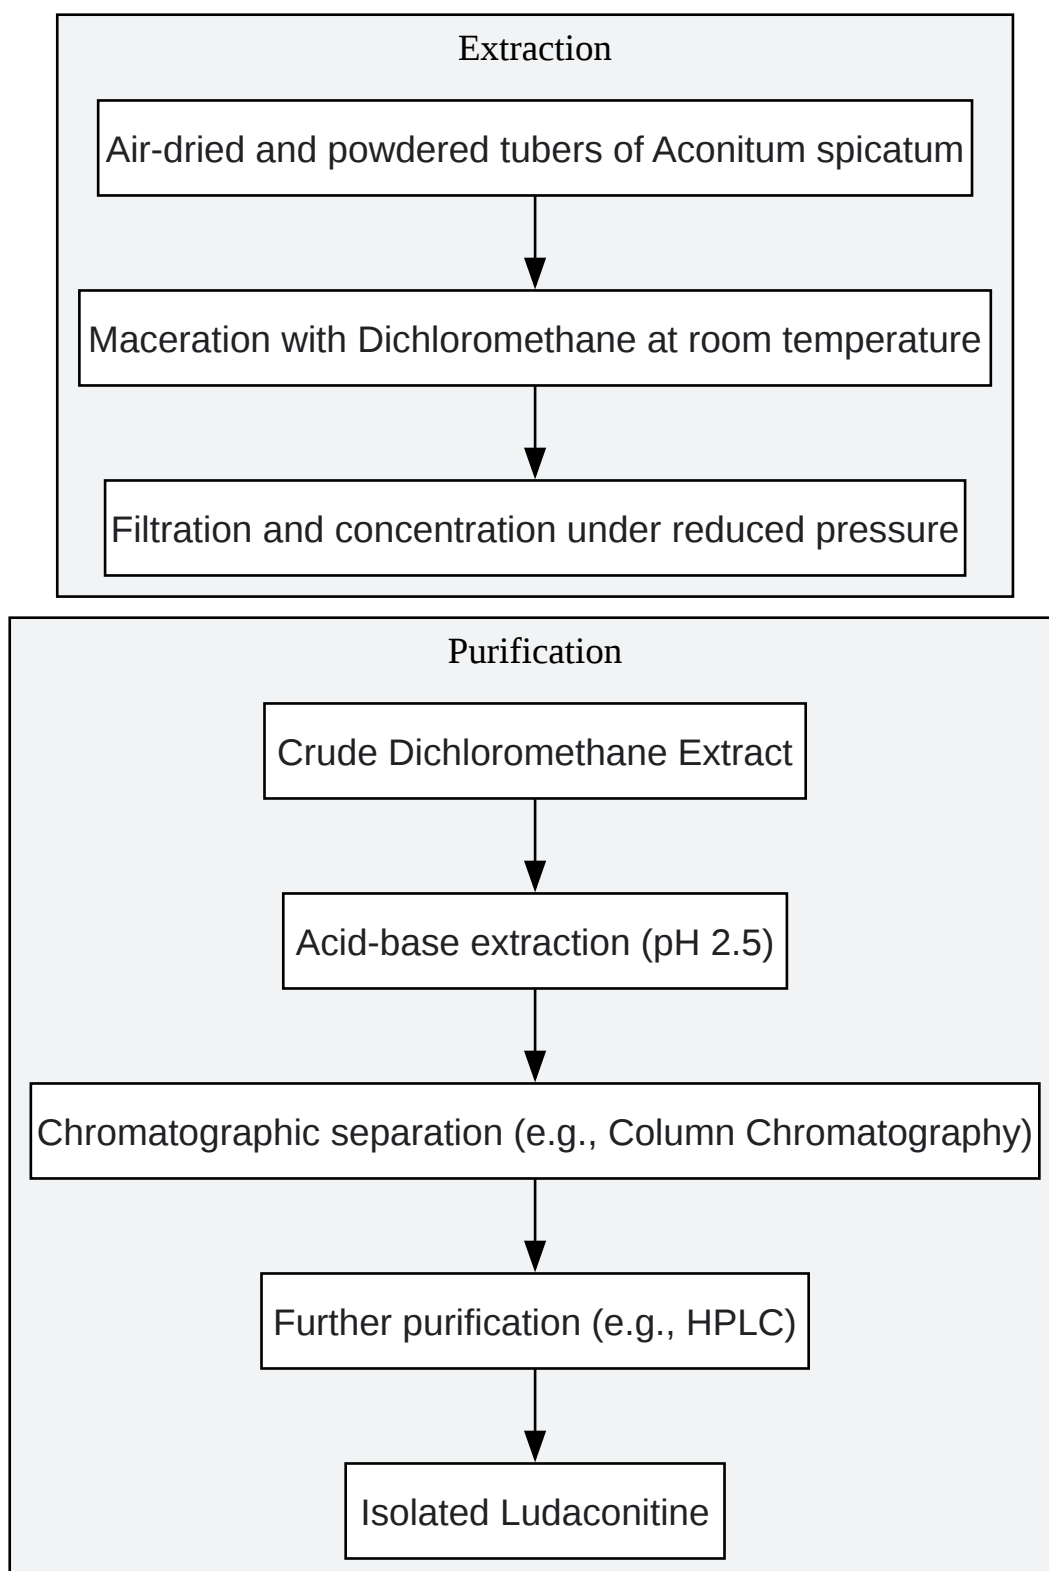 Extraction
Air-dried and powdered tubers of Aconitum spicatum
Maceration with Dichloromethane at room temperature
Filtration and concentration under reduced pressure
Purification
Crude Dichloromethane Extract
Acid-base extraction (pH 2.5)
Chromatographic separation (e.g., Column Chromatography)
Further purification (e.g., HPLC)
Isolated Ludaconitine